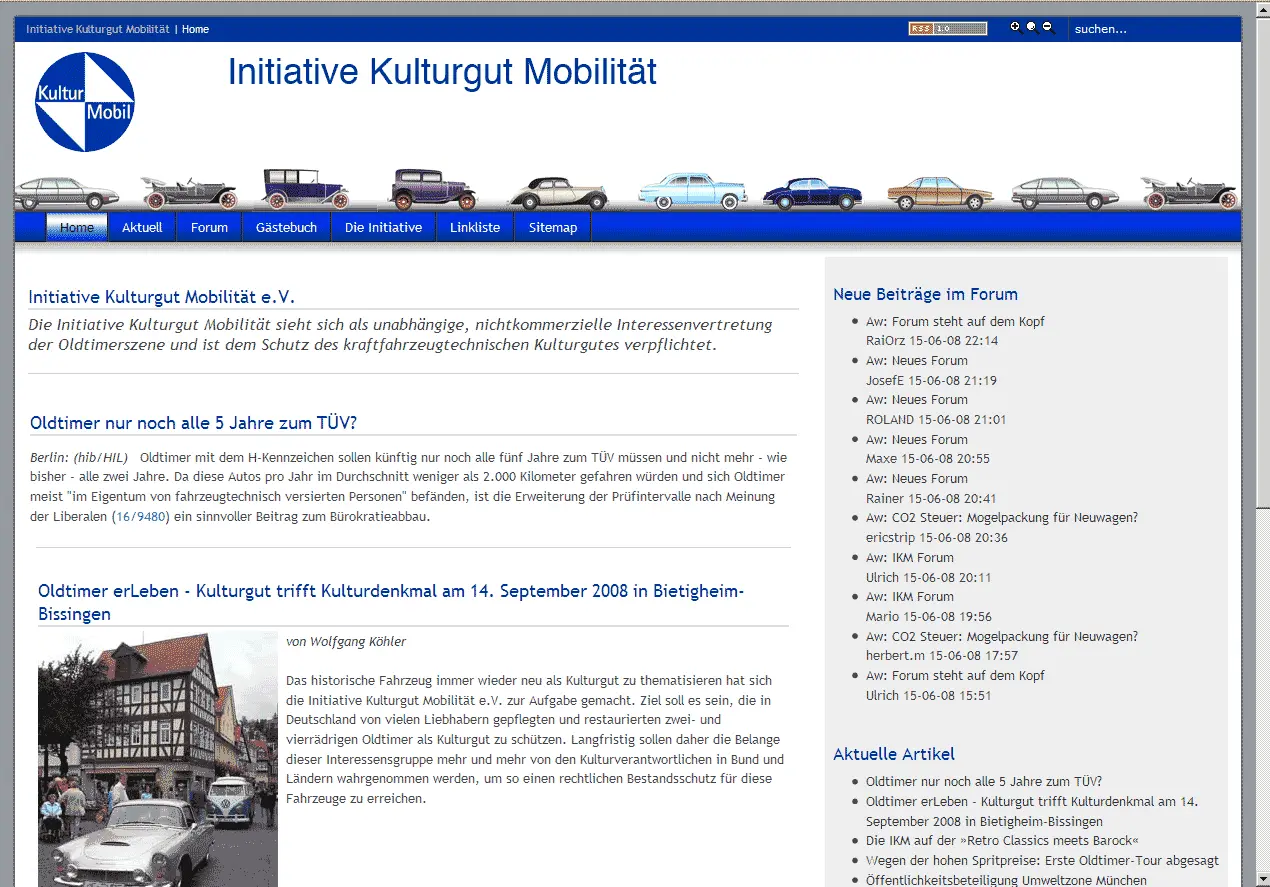 Initiative Kulturgut Mobilität | Home
RSS 1.0
suchen...
Kultur
Mobil
Initiative Kulturgut Mobilität
Home
Aktuell
Forum
Gästebuch
Die Initiative
Linkliste
Sitemap
Initiative Kulturgut Mobilität e.V.
Die Initiative Kulturgut Mobilität sieht sich als unabhängige, nichtkommerzielle Interessenvertretung
der Oldtimerszene und ist dem Schutz des kraftfahrzeugtechnischen Kulturgutes verpflichtet.
Oldtimer nur noch alle 5 Jahre zum TÜV?
Berlin: (hib/HIL) Oldtimer mit dem H-Kennzeichen sollen künftig nur noch alle fünf Jahre zum TÜV müssen und nicht mehr - wie
bisher - alle zwei Jahre. Da diese Autos pro Jahr im Durchschnitt weniger als 2.000 Kilometer gefahren würden und sich Oldtimer
meist "im Eigentum von fahrzeugtechnisch versierten Personen" befänden, ist die Erweiterung der Prüfintervalle nach Meinung
der Liberalen (16/9480) ein sinnvoller Beitrag zum Bürokratieabbau.
Oldtimer erLeben - Kulturgut trifft Kulturdenkmal am 14. September 2008 in Bietigheim-
Bissingen
von Wolfgang Köhler
Das historische Fahrzeug immer wieder neu als Kulturgut zu thematisieren hat sich
die Initiative Kulturgut Mobilität e.V. zur Aufgabe gemacht. Ziel soll es sein, die in
Deutschland von vielen Liebhabern gepflegten und restaurierten zwei- und
vierrädrigen Oldtimer als Kulturgut zu schützen. Langfristig sollen daher die Belange
dieser Interessensgruppe mehr und mehr von den Kulturverantwortlichen in Bund und
Ländern wahrgenommen werden, um so einen rechtlichen Bestandsschutz für diese
Fahrzeuge zu erreichen.
Neue Beiträge im Forum
Aw: Forum steht auf dem Kopf
RaiOrz 15-06-08 22:14
Aw: Neues Forum
JosefE 15-06-08 21:19
Aw: Neues Forum
ROLAND 15-06-08 21:01
Aw: Neues Forum
Maxe 15-06-08 20:55
Aw: Neues Forum
Rainer 15-06-08 20:41
Aw: CO2 Steuer: Mogelpackung für Neuwagen?
ericstrip 15-06-08 20:36
Aw: IKM Forum
Ulrich 15-06-08 20:11
Aw: IKM Forum
Mario 15-06-08 19:56
Aw: CO2 Steuer: Mogelpackung für Neuwagen?
herbert.m 15-06-08 17:57
Aw: Forum steht auf dem Kopf
Ulrich 15-06-08 15:51
Aktuelle Artikel
Oldtimer nur noch alle 5 Jahre zum TÜV?
Oldtimer erLeben - Kulturgut trifft Kulturdenkmal am 14.
September 2008 in Bietigheim-Bissingen
Die IKM auf der »Retro Classics meets Barock«
Wegen der hohen Spritpreise: Erste Oldtimer-Tour abgesagt
Öffentlichkeitsbeteiligung Umweltzone München